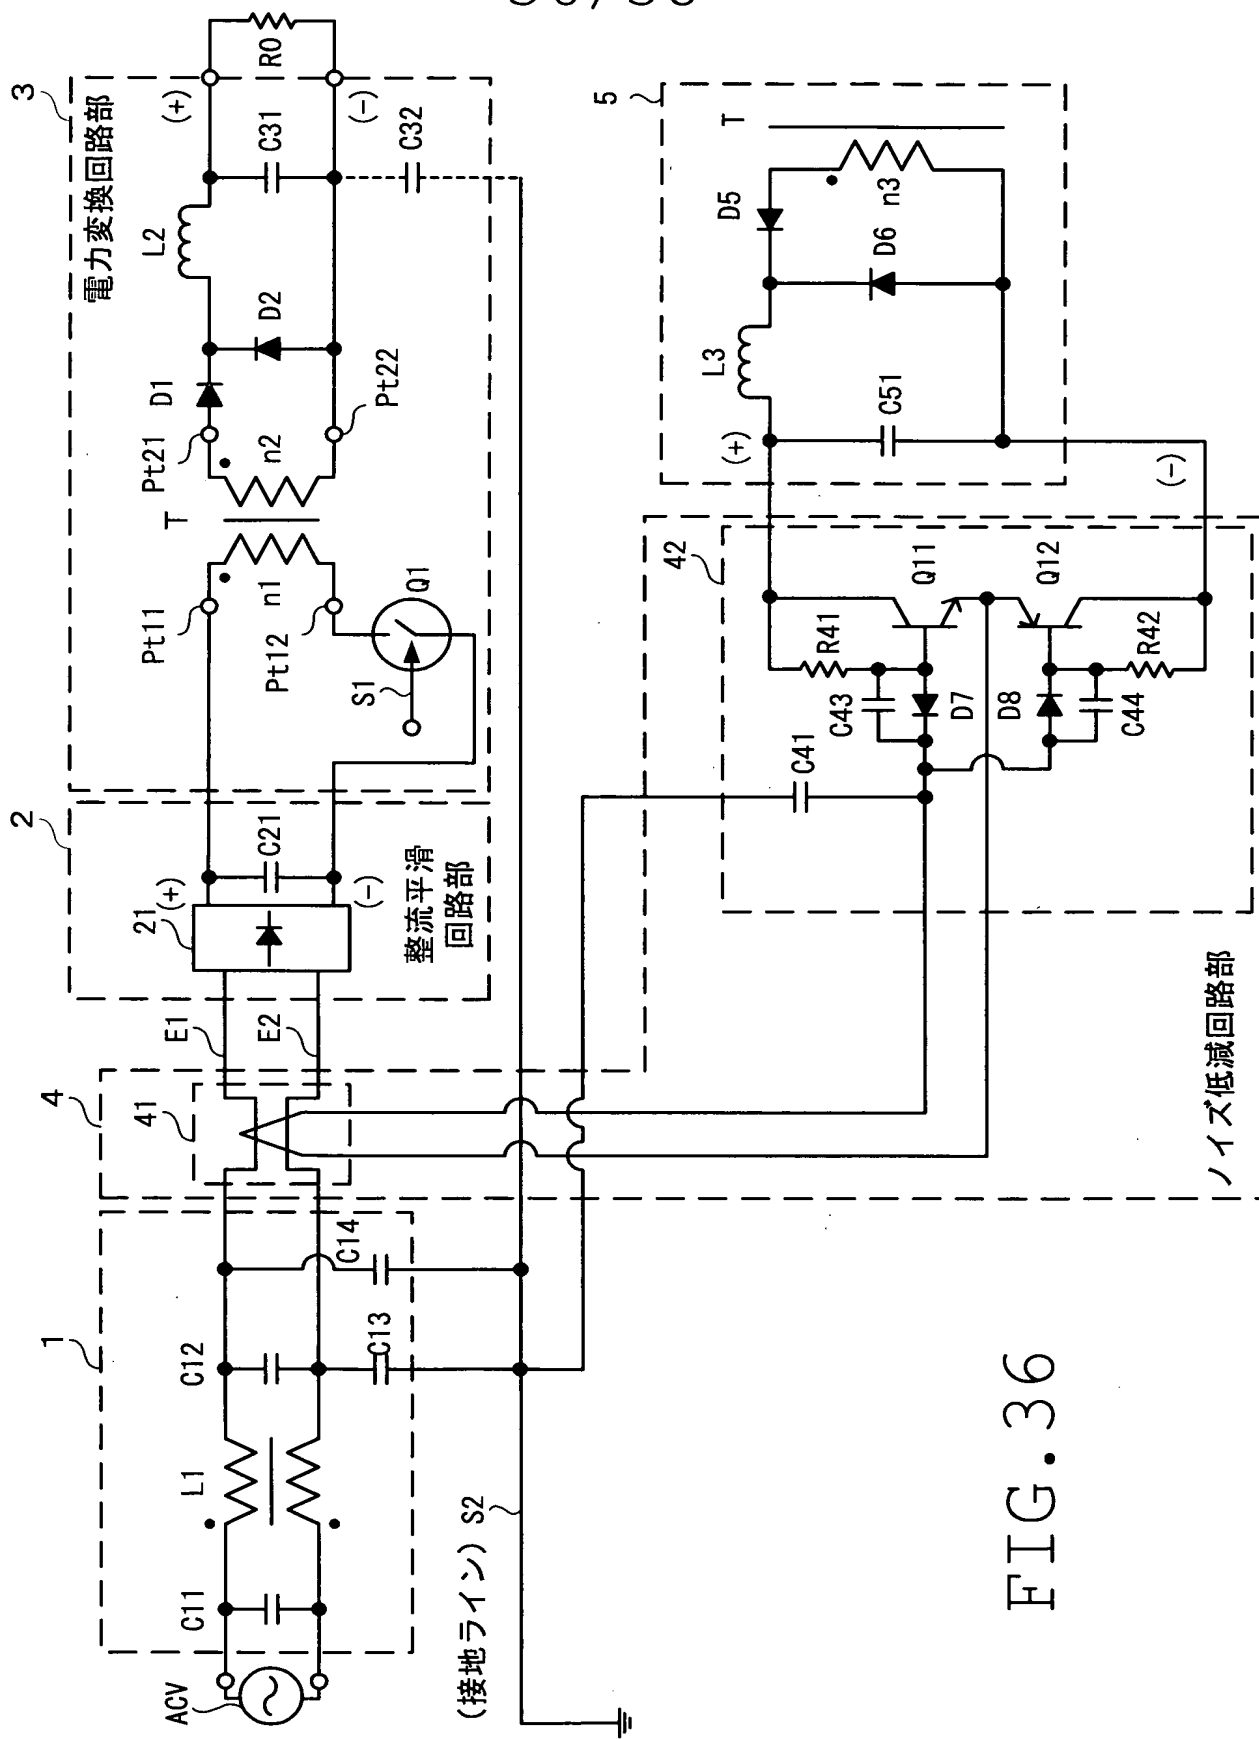 3
電力変換回路部
(+)
R0
(-)
C31
C32
L2
D2
D1
Pt21
Pt22
n2
T
Pt11
n1
Pt12
Q1
S1
2
21
(+)
C21
(-)
整流平滑
回路部
E1
E2
4
41
1
C14
C13
C12
L1
C11
ACV
(接地ライン) S2
5
T
n3
D5
D6
L3
C51
(+)
(-)
42
Q11
Q12
R41
R42
C43
D7
D8
C44
C41
ノイズ低減回路部
FIG.36